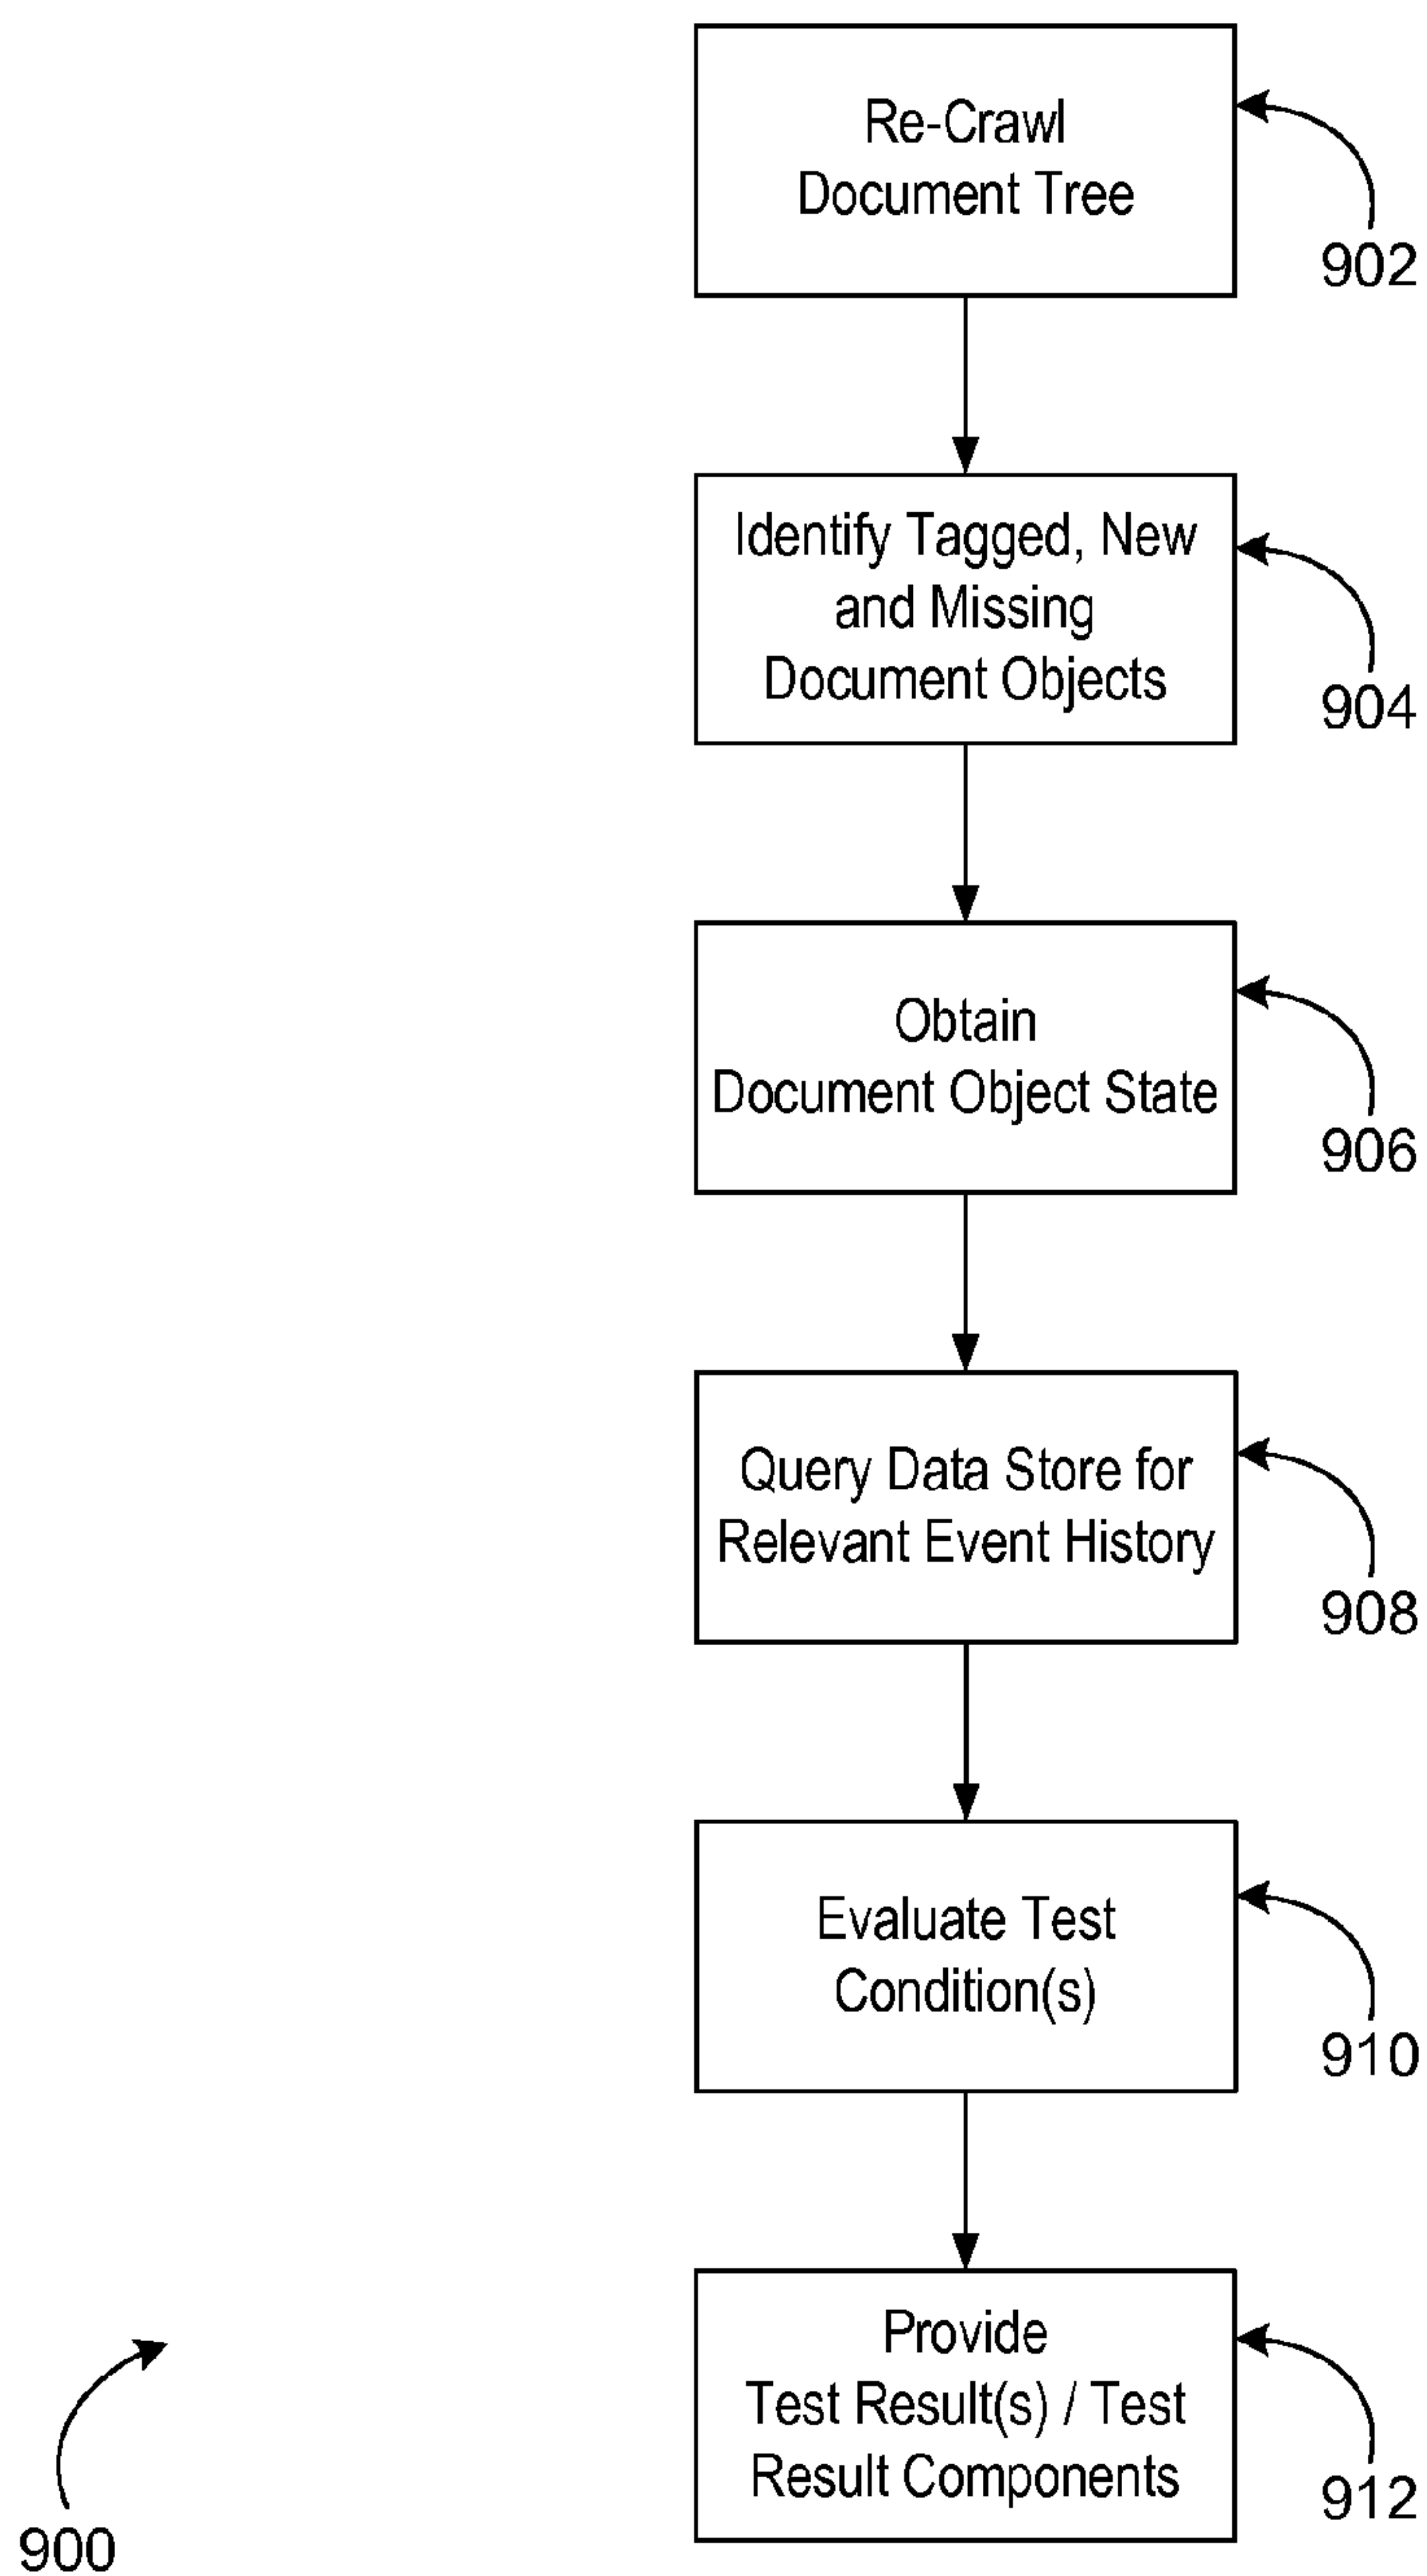 Re-Crawl
Document Tree
902
Identify Tagged, New
and Missing
Document Objects
904
Obtain
Document Object State
906
Query Data Store for
Relevant Event History
908
Evaluate Test
Condition(s)
910
Provide
Test Result(s) / Test
Result Components
912
900